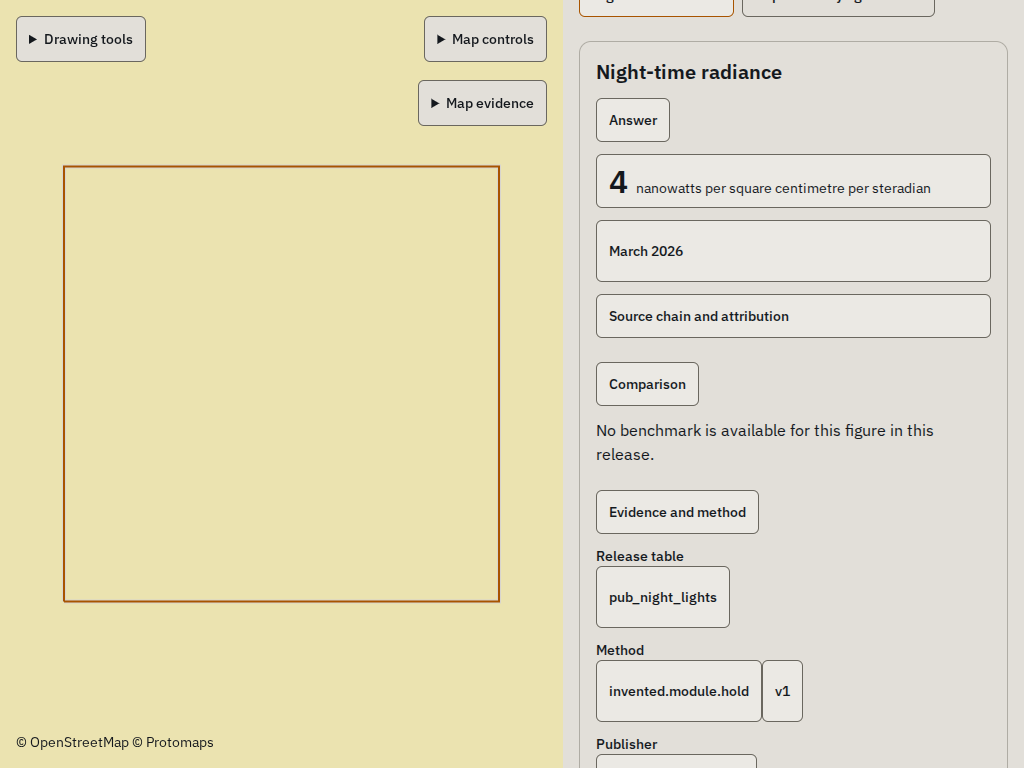 Drawing tools
Map controls
Map evidence
© OpenStreetMap © Protomaps
Night-time radiance
Answer
4 nanowatts per square centimetre per steradian
March 2026
Source chain and attribution
Comparison
No benchmark is available for this figure in this
release.
Evidence and method
Release table
pub_night_lights
Method
invented.module.hold v1
Publisher